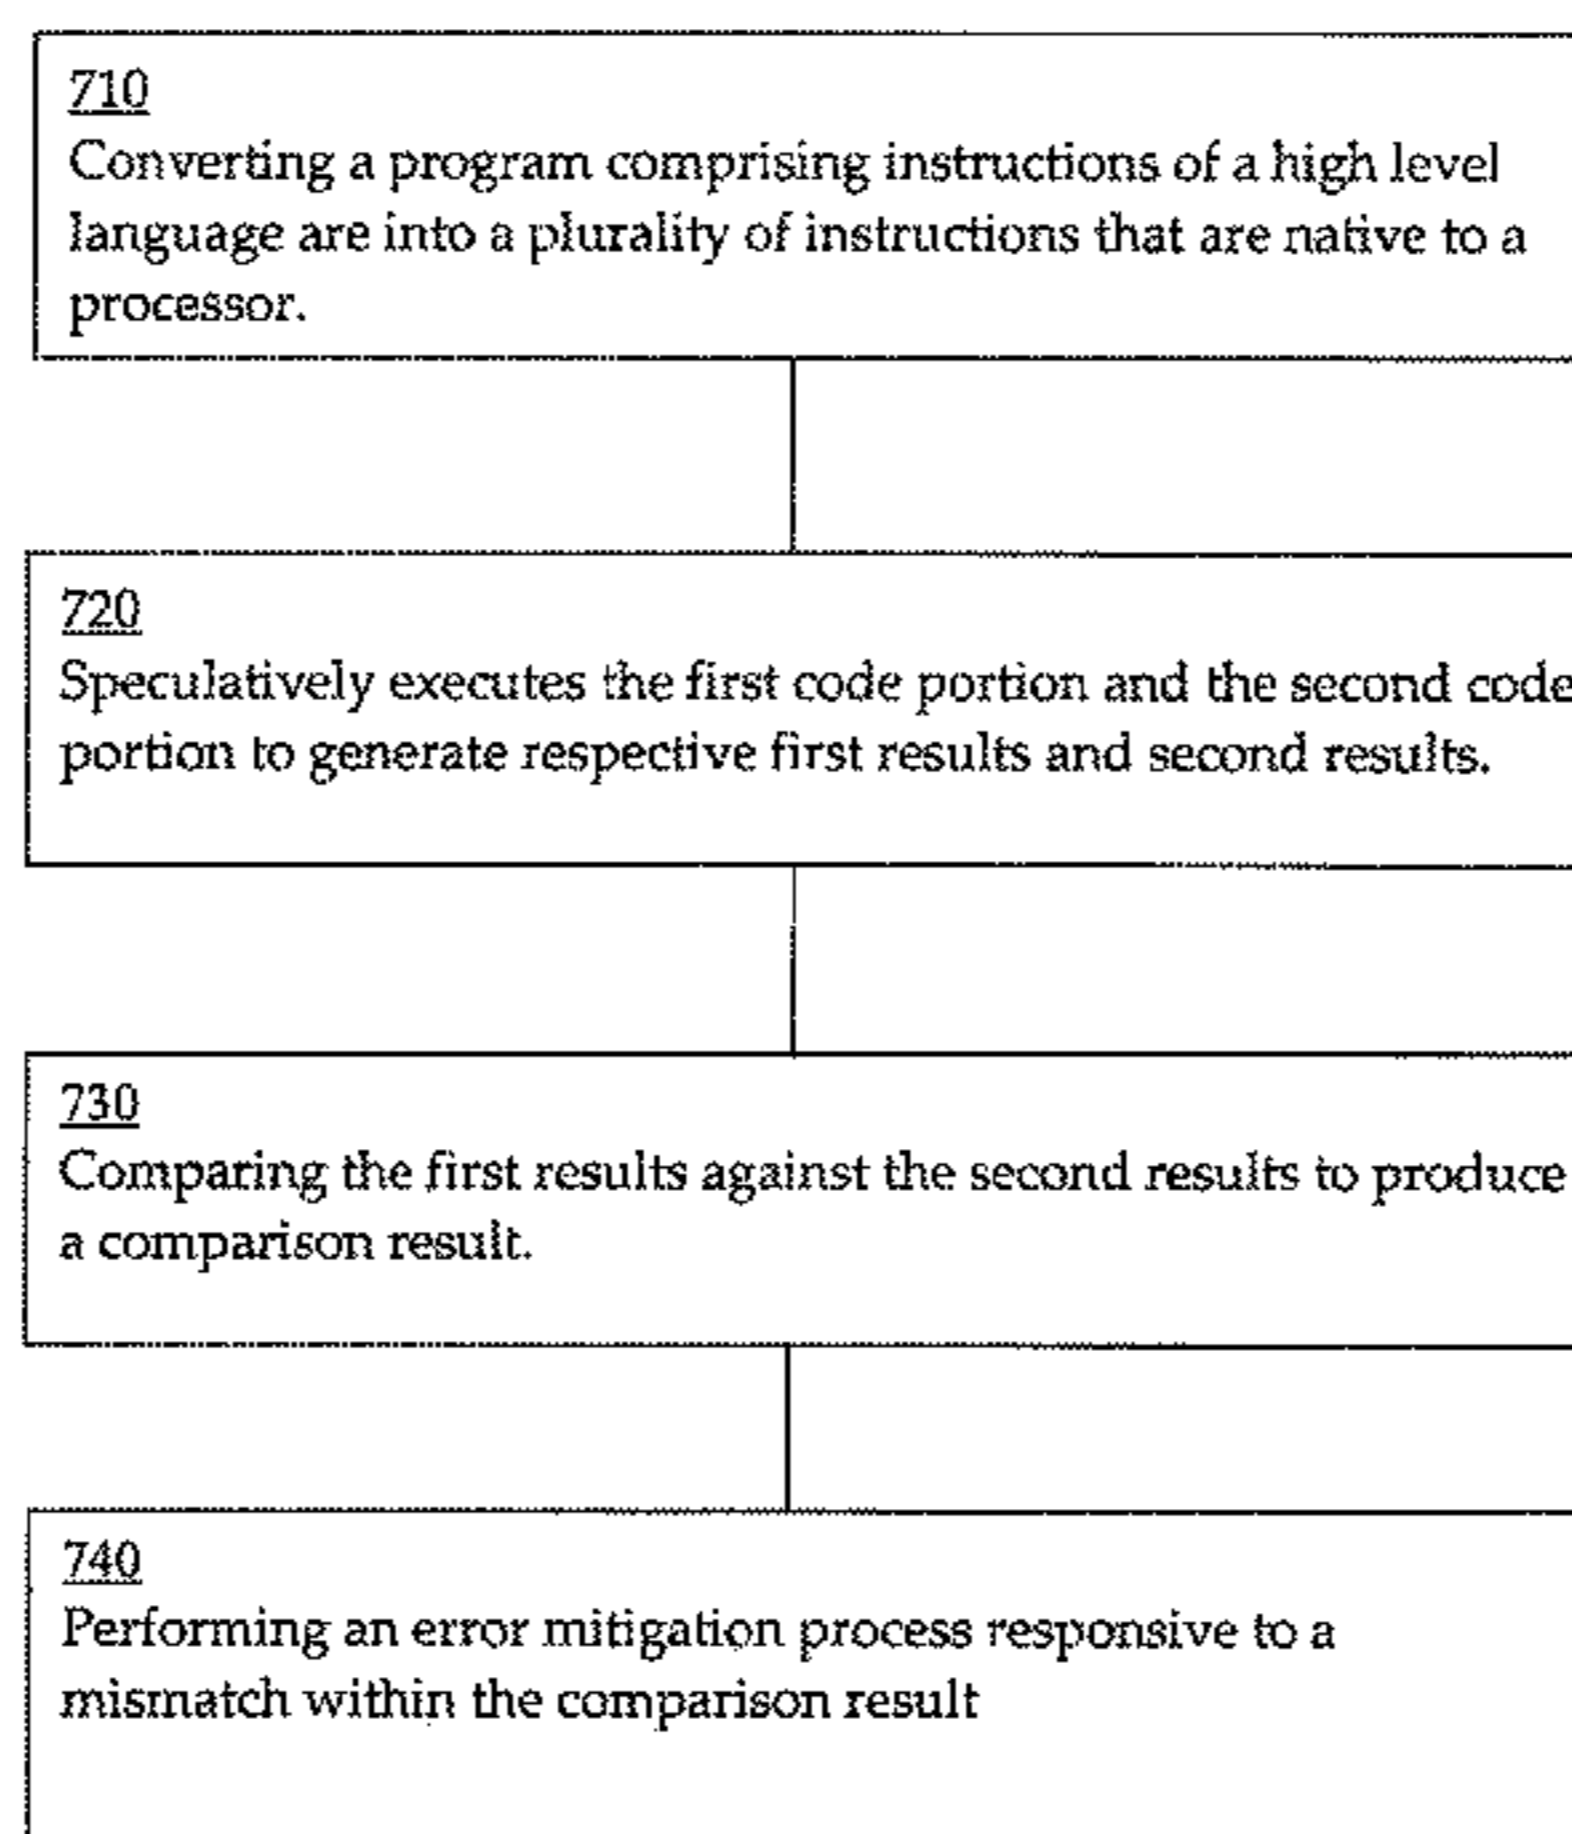 710
Converting a program comprising instructions of a high level
language are into a plurality of instructions that are native to a
processor.
720
Speculatively executes the first code portion and the second code
portion to generate respective first results and second results.
730
Comparing the first results against the second results to produce
a comparison result.
740
Performing an error mitigation process responsive to a
mismatch within the comparison result